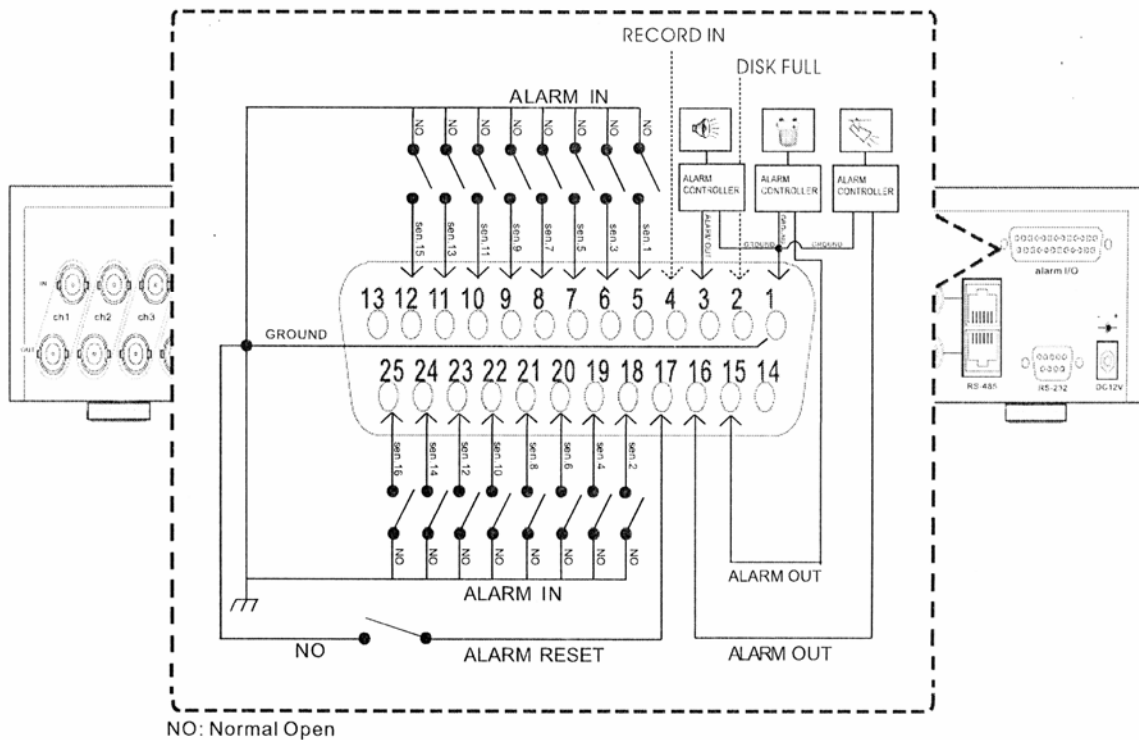 RECORD IN
DISK FULL
ALARM IN
NO NO NO NO NO NO NO NO
ALARM CONTROLLER
ALARM CONTROLLER
ALARM CONTROLLER
sen.15 sen.13 sen.11 sen.9 sen.7 sen.5 sen.3 sen.1
ALARM OUT
GROUND
GROUND
GROUND
13 12 11 10 9 8 7 6 5 4 3 2 1
GROUND
25 24 23 22 21 20 19 18 17 16 15 14
sen.16 sen.14 sen.12 sen.10 sen.8 sen.6 sen.4 sen.2
NO NO NO NO NO NO NO NO
ALARM IN
ALARM OUT
NO
ALARM RESET
ALARM OUT
IN
ch1 ch2 ch3
OUT
alarm I/O
RS-485
RS-232
DC12V
NO: Normal Open